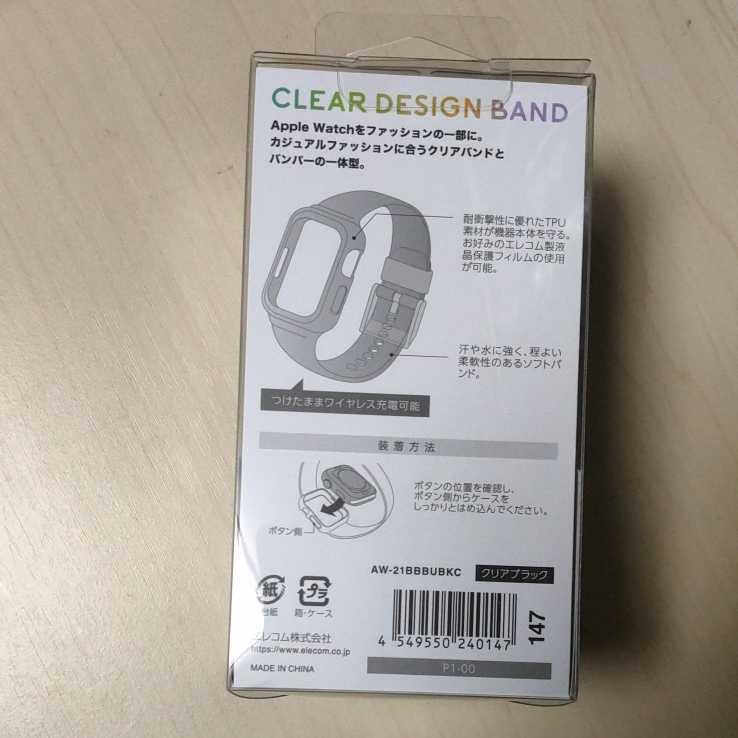 CLEAR DESIGN BAND
Apple Watchをファッションの一部に。
カジュアルファッションに合うクリアバンドと
バンパーの一体型。
耐衝撃性に優れたTPU
素材が機器本体を守る。
お好みのエレコム製液
晶保護フィルムの使用
が可能。
汗や水に強く、程よい
柔軟性のあるソフトバ
ンド。
つけたままワイヤレス充電可能
装着方法
ボタンの位置を確認し、
ボタン側からケースを
しっかりとはめ込んでください。
ボタン側
AW-21BBBUBKC クリアブラック
紙 プラ
台紙 箱・ケース
エレコム株式会社
https://www.elecom.co.jp
MADE IN CHINA
4 549550 240147
147
P1-00